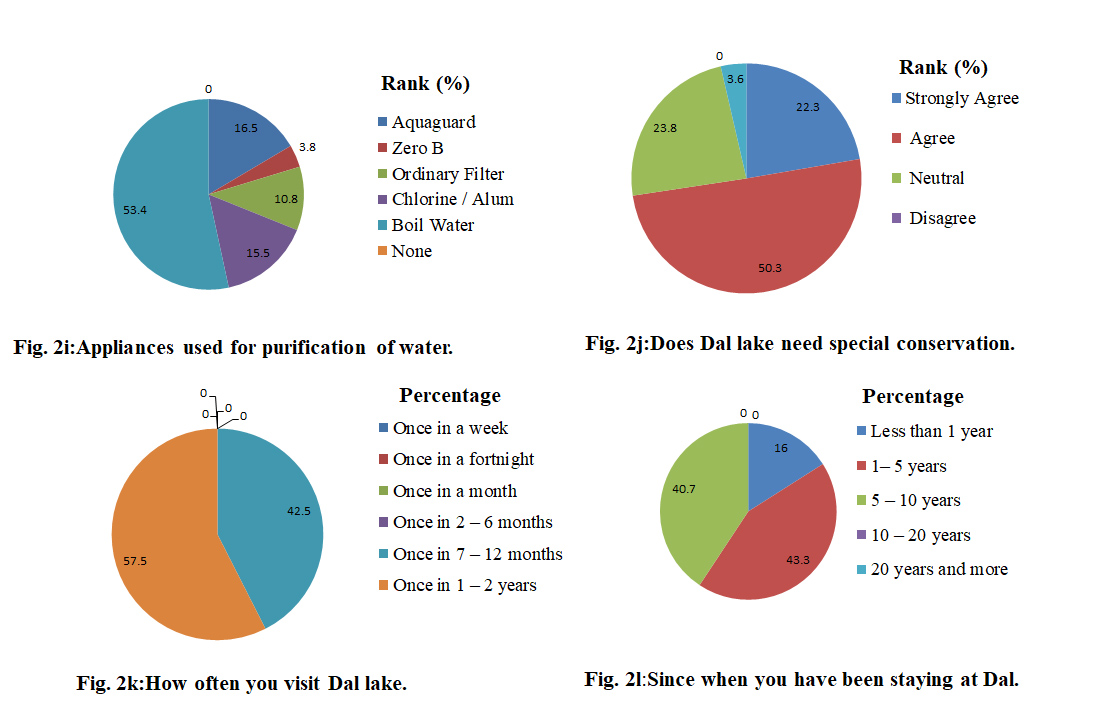 0
16.5
3.8
10.8
15.5
53.4
Rank (%)
Aquaguard
Zero B
Ordinary Filter
Chlorine / Alum
Boil Water
None
Fig. 2i:Appliances used for purification of water.
0
3.6
22.3
23.8
50.3
Rank (%)
Strongly Agree
Agree
Neutral
Disagree
Fig. 2j:Does Dal lake need special conservation.
0
0
0
0
42.5
57.5
Percentage
Once in a week
Once in a fortnight
Once in a month
Once in 2 – 6 months
Once in 7 – 12 months
Once in 1 – 2 years
Fig. 2k:How often you visit Dal lake.
0 0
16
40.7
43.3
Percentage
Less than 1 year
1– 5 years
5 – 10 years
10 – 20 years
20 years and more
Fig. 2l:Since when you have been staying at Dal.